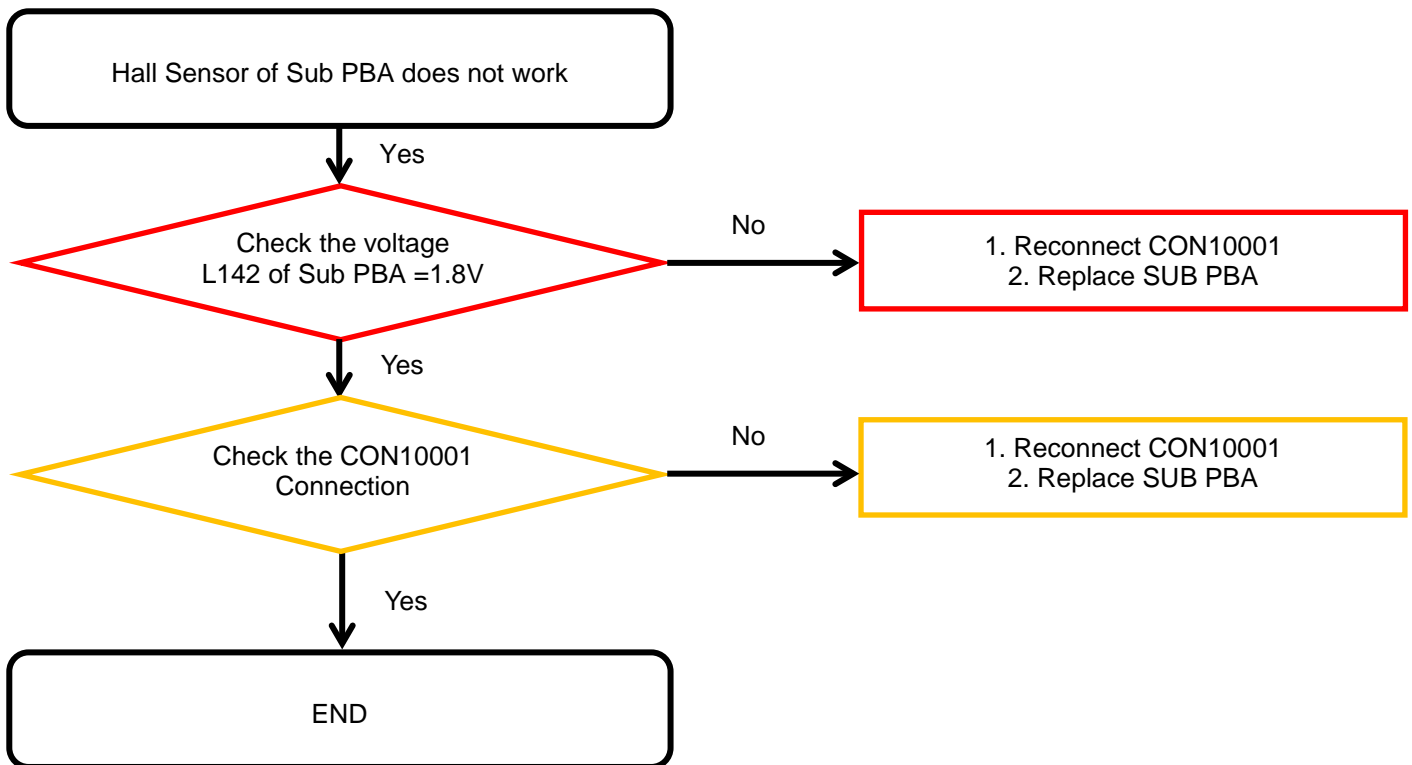 Hall Sensor of Sub PBA does not work
Yes
Check the voltage
L142 of Sub PBA =1.8V
No
1. Reconnect CON10001
2. Replace SUB PBA
Yes
Check the CON10001
Connection
No
1. Reconnect CON10001
2. Replace SUB PBA
Yes
END